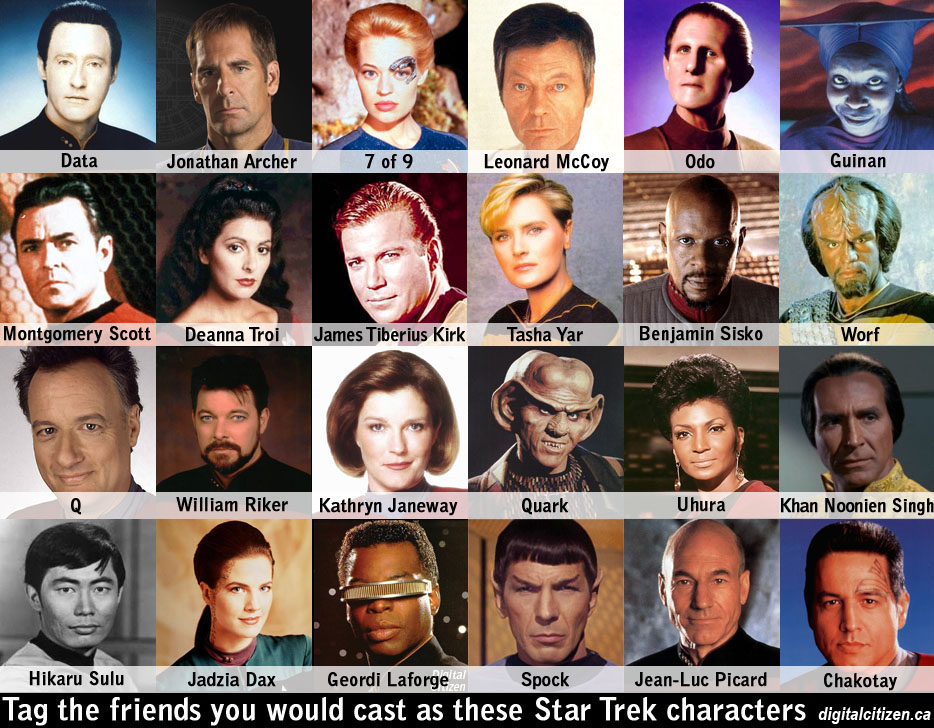 Data
Jonathan Archer
7 of 9
Leonard McCoy
Odo
Guinan
Montgomery Scott
Deanna Troi
James Tiberius Kirk
Tasha Yar
Benjamin Sisko
Worf
Q
William Riker
Kathryn Janeway
Quark
Uhura
Khan Noonien Singh
Hikaru Sulu
Jadzia Dax
Geordi Laforge
Digital
Citizen
Spock
Jean-Luc Picard
Chakotay
Tag the friends you would cast as these Star Trek characters digitalcitizen.ca